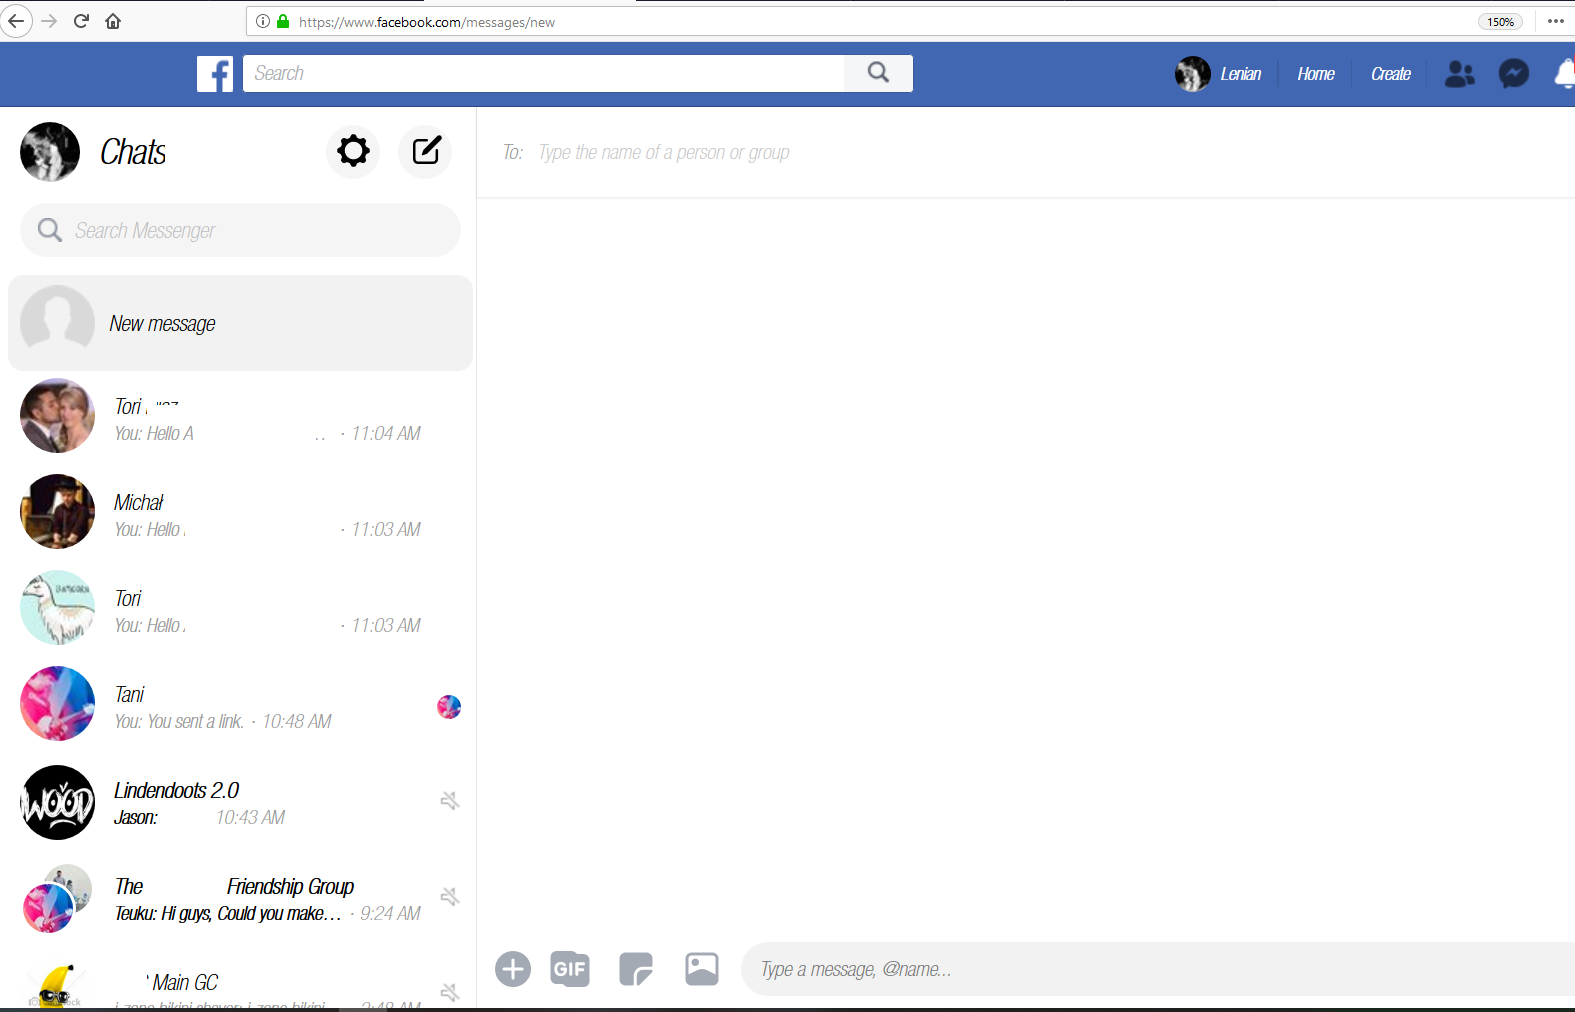 https://www.facebook.com/messages/new
150%
Search
Lenian
Home
Create
Chats
To: Type the name of a person or group
Search Messenger
New message
Tori
You: Hello A .. · 11:04 AM
Michał
You: Hello · 11:03 AM
Tori
You: Hello · 11:03 AM
Tani
You: You sent a link. · 10:48 AM
WOOD
Lindendoots 2.0
Jason: 10:43 AM
The Friendship Group
Teuku: Hi guys, Could you make… · 9:24 AM
Main GC
GIF
Type a message, @name...